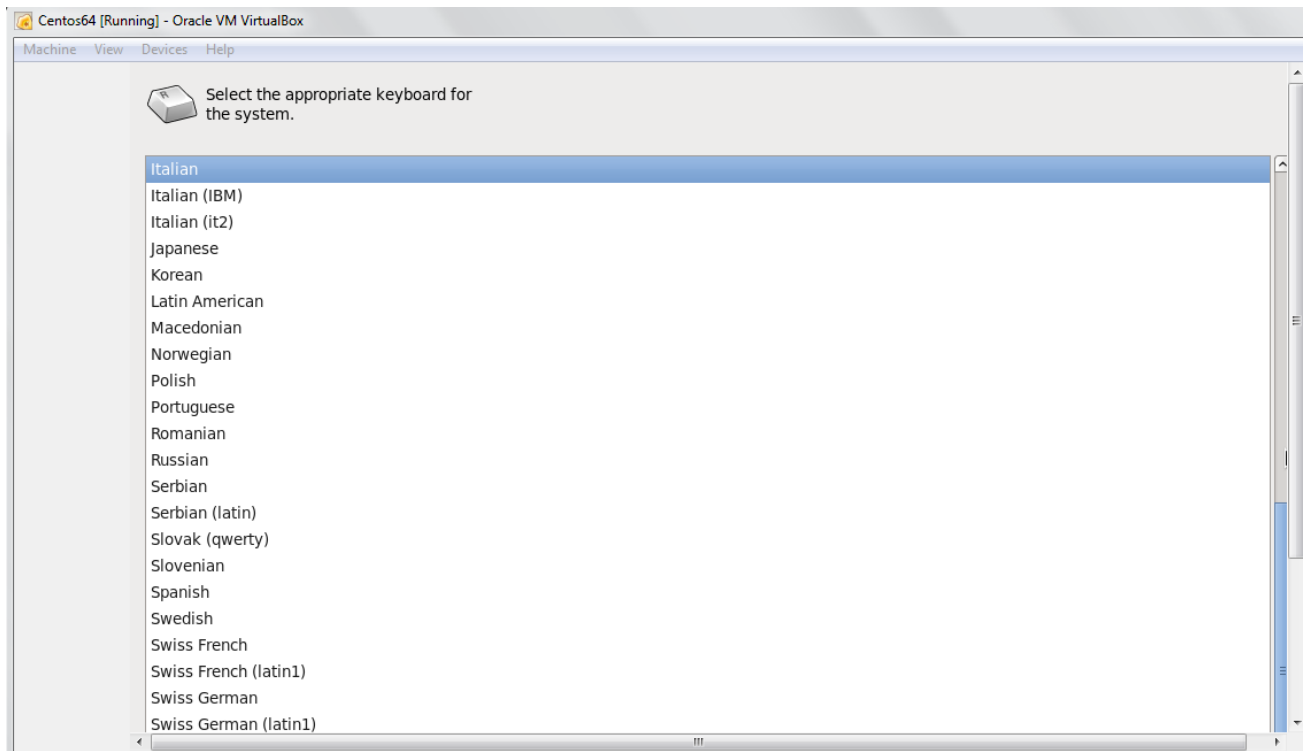 Centos64 [Running] - Oracle VM VirtualBox
Machine View Devices Help
Select the appropriate keyboard for
the system.
Italian
Italian (IBM)
Italian (it2)
Japanese
Korean
Latin American
Macedonian
Norwegian
Polish
Portuguese
Romanian
Russian
Serbian
Serbian (latin)
Slovak (qwerty)
Slovenian
Spanish
Swedish
Swiss French
Swiss French (latin1)
Swiss German
Swiss German (latin1)